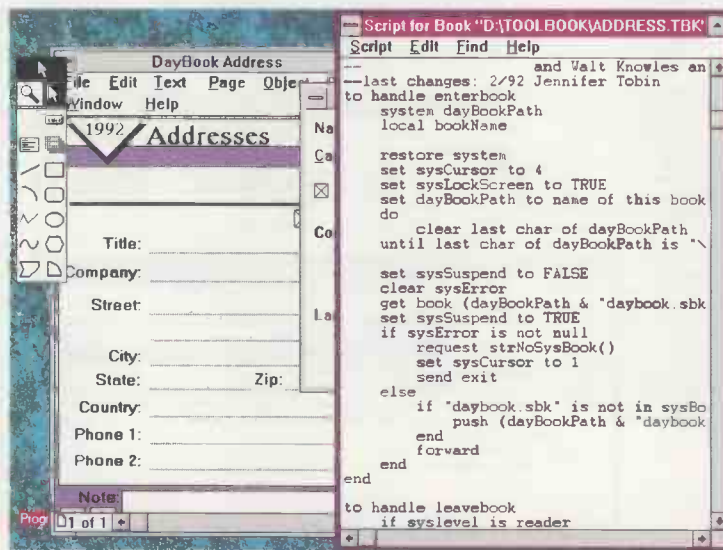 DayBook Address
File Edit Text Page Object
Window Help
1992 Addresses
Title:
Company:
Street:
City:
State: Zip:
Country:
Phone 1:
Phone 2:
Note:
1 of 1
Na
Ca
Co
La
Progr
Script for Book "D:\TOOLBOOK\ADDRESS.TBK"
Script Edit Find Help
-- and Walt Knowles an
--last changes: 2/92 Jennifer Tobin
to handle enterbook
system dayBookPath
local bookName
restore system
set sysCursor to 4
set sysLockScreen to TRUE
set dayBookPath to name of this book
do
clear last char of dayBookPath
until last char of dayBookPath is "\
set sysSuspend to FALSE
clear sysError
get book (dayBookPath & "daybook.sbk
set sysSuspend to TRUE
if sysError is not null
request strNoSysBook()
set sysCursor to 1
send exit
else
if "daybook.sbk" is not in sysBo
push (dayBookPath & "daybook
end
forward
end
end
to handle leavebook
if syslevel is reader